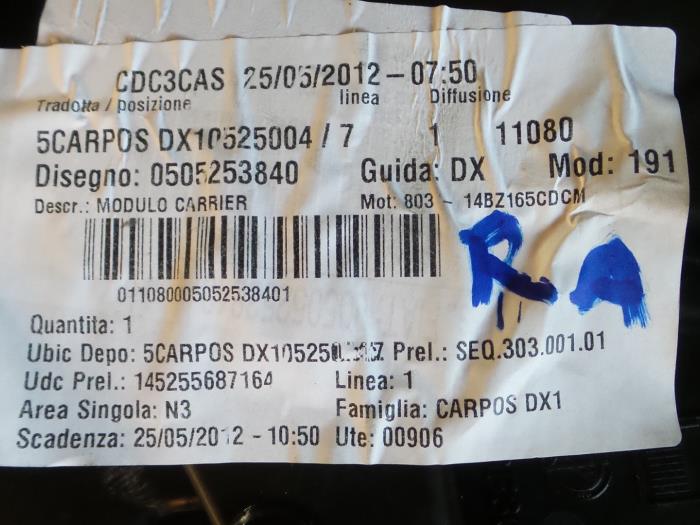 CDC3CAS 25/05/2012 - 07:50
Tradotta / posizione linea Diffusione
5CARPOS DX10525004 / 7 1 11080
Disegno: 0505253840 Guida: DX Mod: 191
Descr.: MODULO CARRIER Mot: 803 - 14BZ165CDCM
R A
011080005052538401
Quantita: 1
Ubic Depo: 5CARPOS Prel.: SEQ.303.001.01
Udc Prel.: 145255687164 Linea: 1
Area Singola: N3 Famiglia: CARPOS DX1
Scadenza: 25/05/2012 - 10:50 Ute: 00906